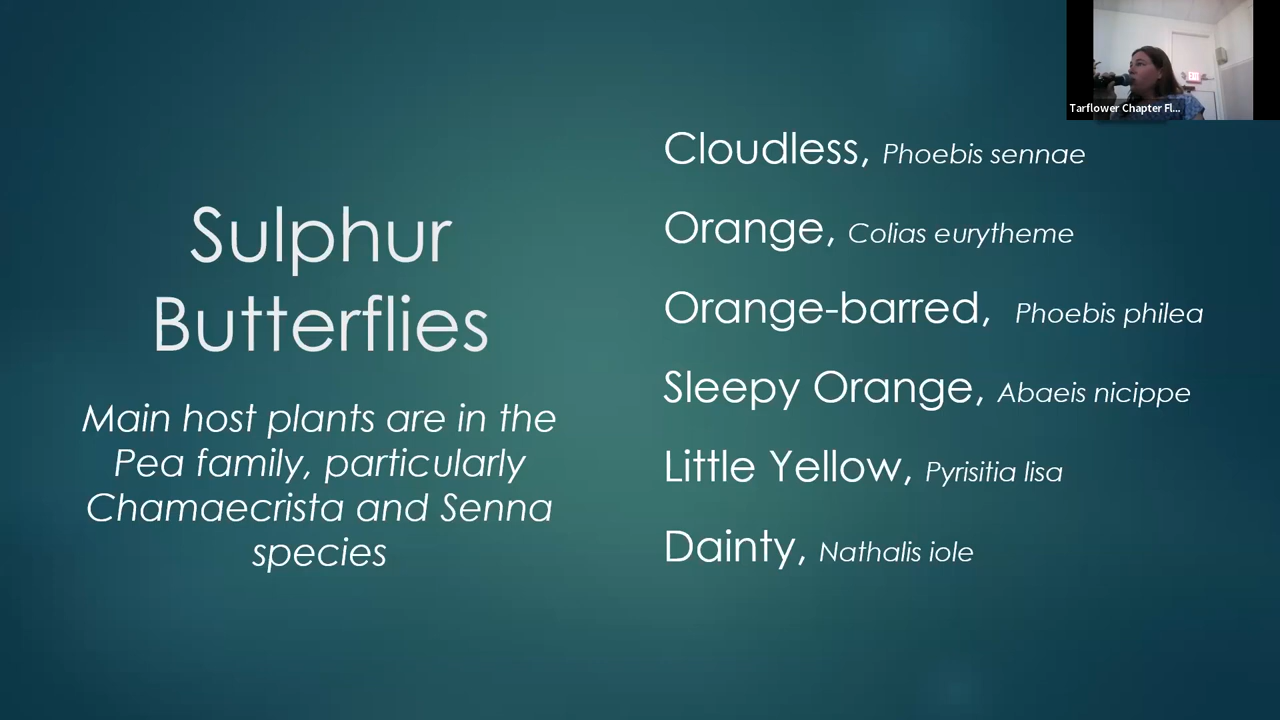 Tarflower Chapter Fl...
Sulphur
Butterflies
Main host plants are in the
Pea family, particularly
Chamaecrista and Senna
species
Cloudless, Phoebis sennae
Orange, Colias eurytheme
Orange-barred, Phoebis philea
Sleepy Orange, Abaeis nicippe
Little Yellow, Pyrisitia lisa
Dainty, Nathalis iole
EXIT